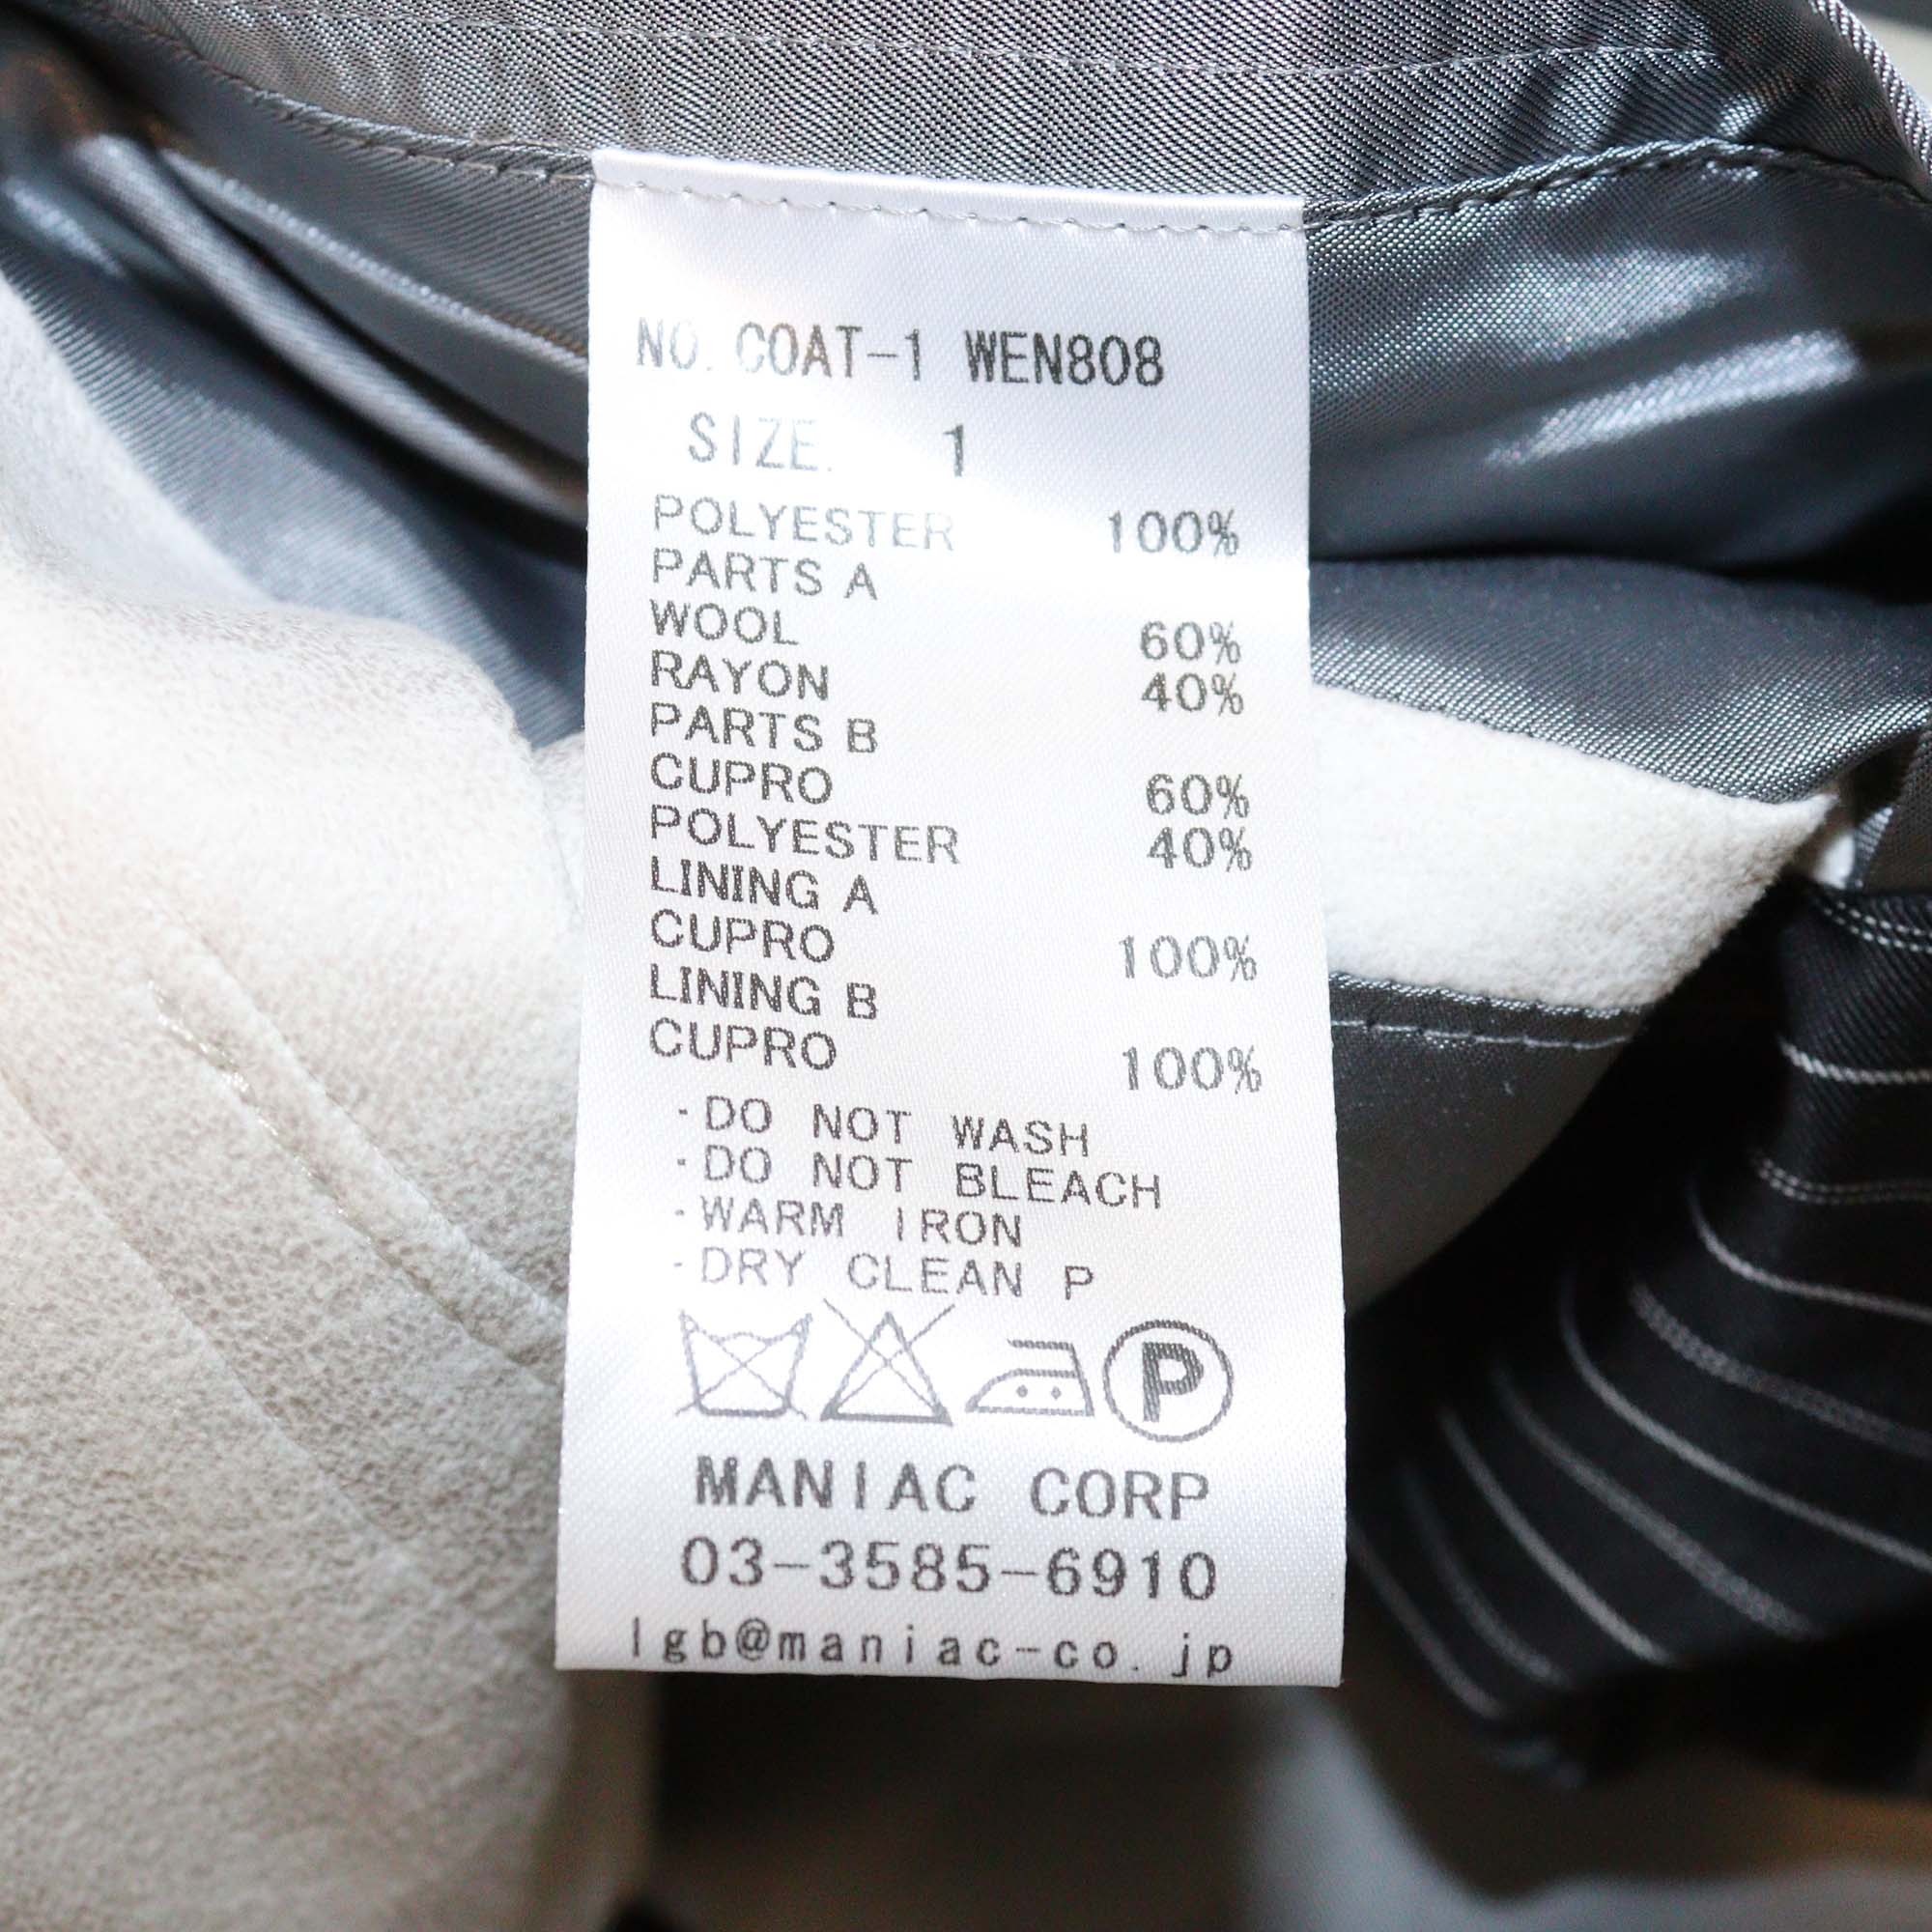 NO. COAT-1 WEN808
SIZE. 1
POLYESTER 100%
PARTS A
WOOL 60%
RAYON 40%
PARTS B
CUPRO 60%
POLYESTER 40%
LINING A
CUPRO 100%
LINING B
CUPRO 100%
·DO NOT WASH
·DO NOT BLEACH
·WARM IRON
·DRY CLEAN P
P
MANIAC CORP
03-3585-6910
lgb@maniac-co.jp